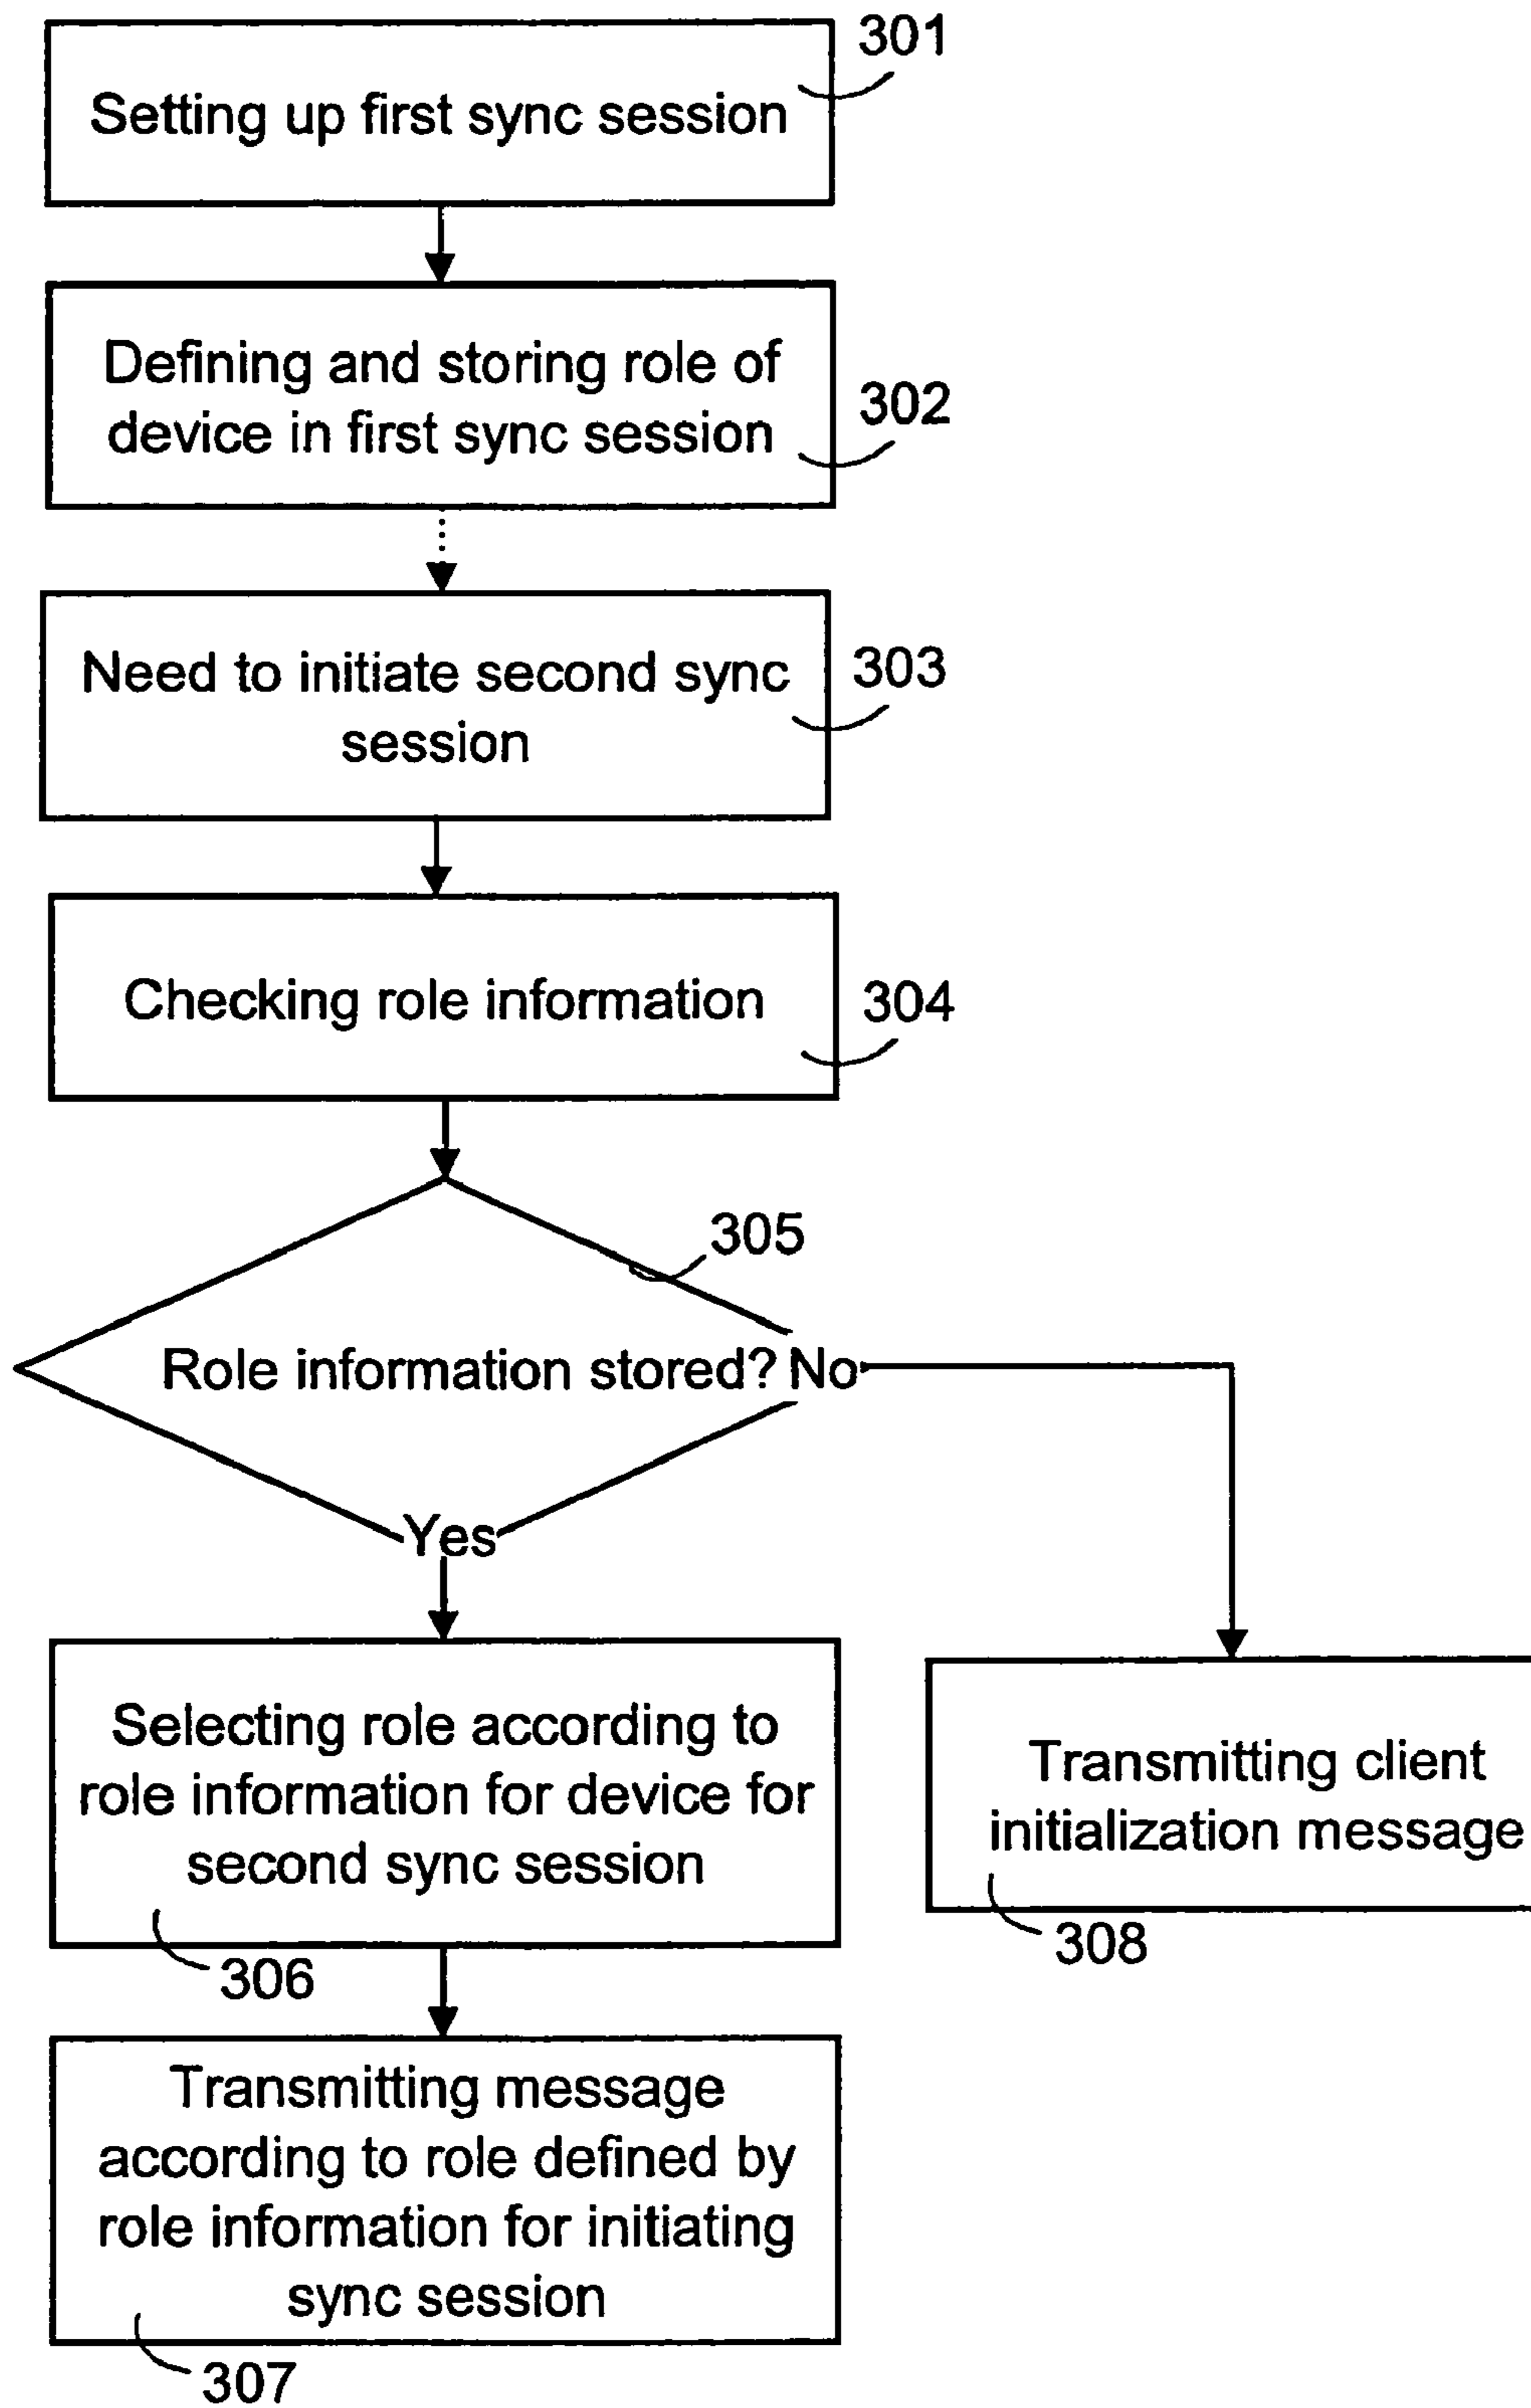 301
Setting up first sync session
Defining and storing role of
device in first sync session
302
Need to initiate second sync
session
303
Checking role information
304
305
Role information stored? No
Yes
Selecting role according to
role information for device for
second sync session
306
Transmitting client
initialization message
308
Transmitting message
according to role defined by
role information for initiating
sync session
307